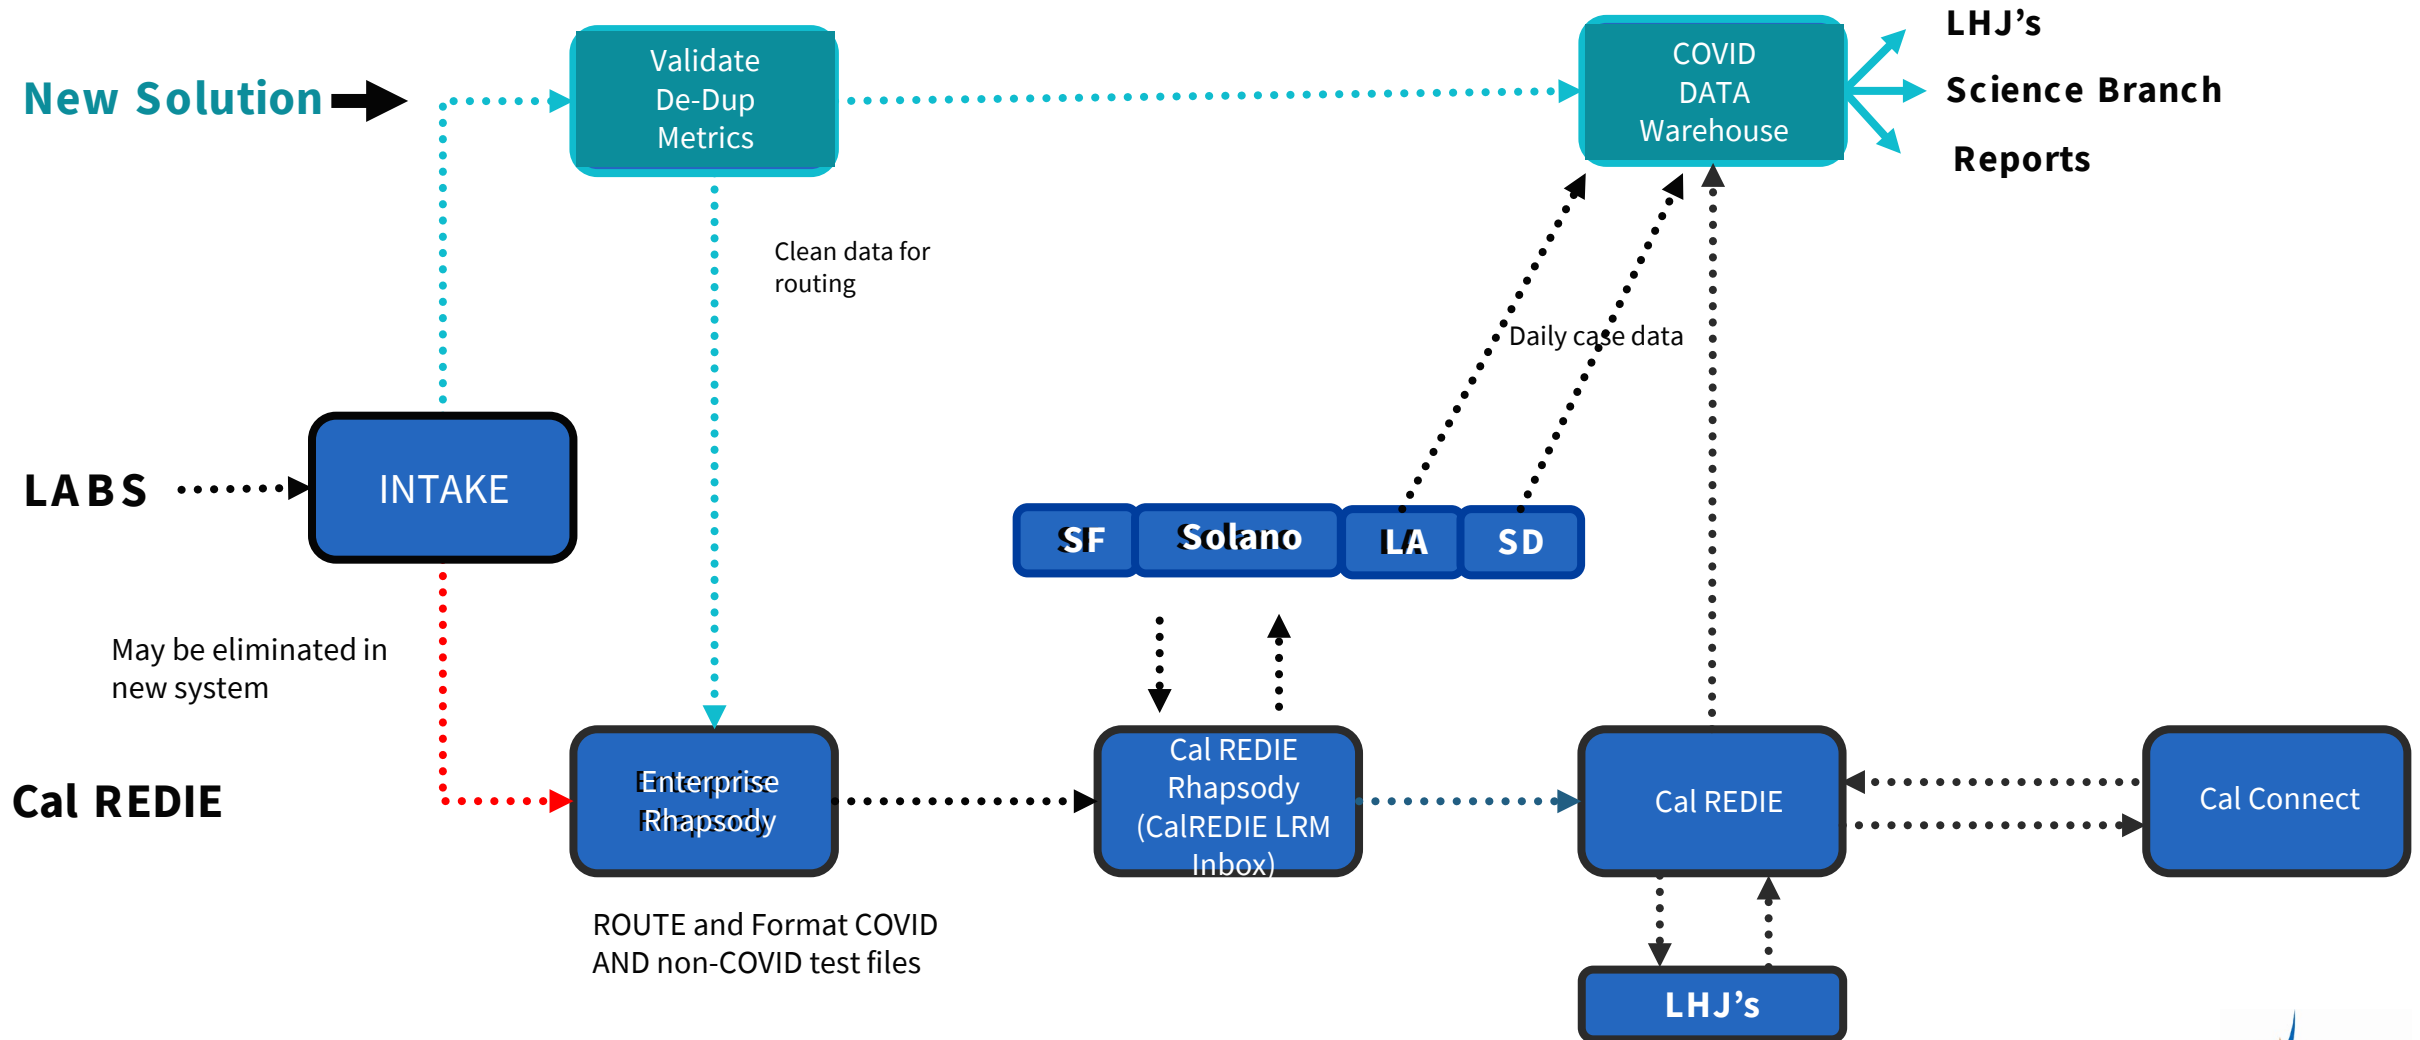 New Solution
Validate
De-Dup
Metrics
COVID
DATA
Warehouse
LHJ’s
Science Branch
Reports
Clean data for
routing
Daily case data
LABS
INTAKE
SF
Solano
LA
SD
May be eliminated in
new system
Cal REDIE
Enterprise
Rhapsody
Cal REDIE
Rhapsody
(CalREDIE LRM
Inbox)
Cal REDIE
Cal Connect
ROUTE and Format COVID
AND non-COVID test files
LHJ’s